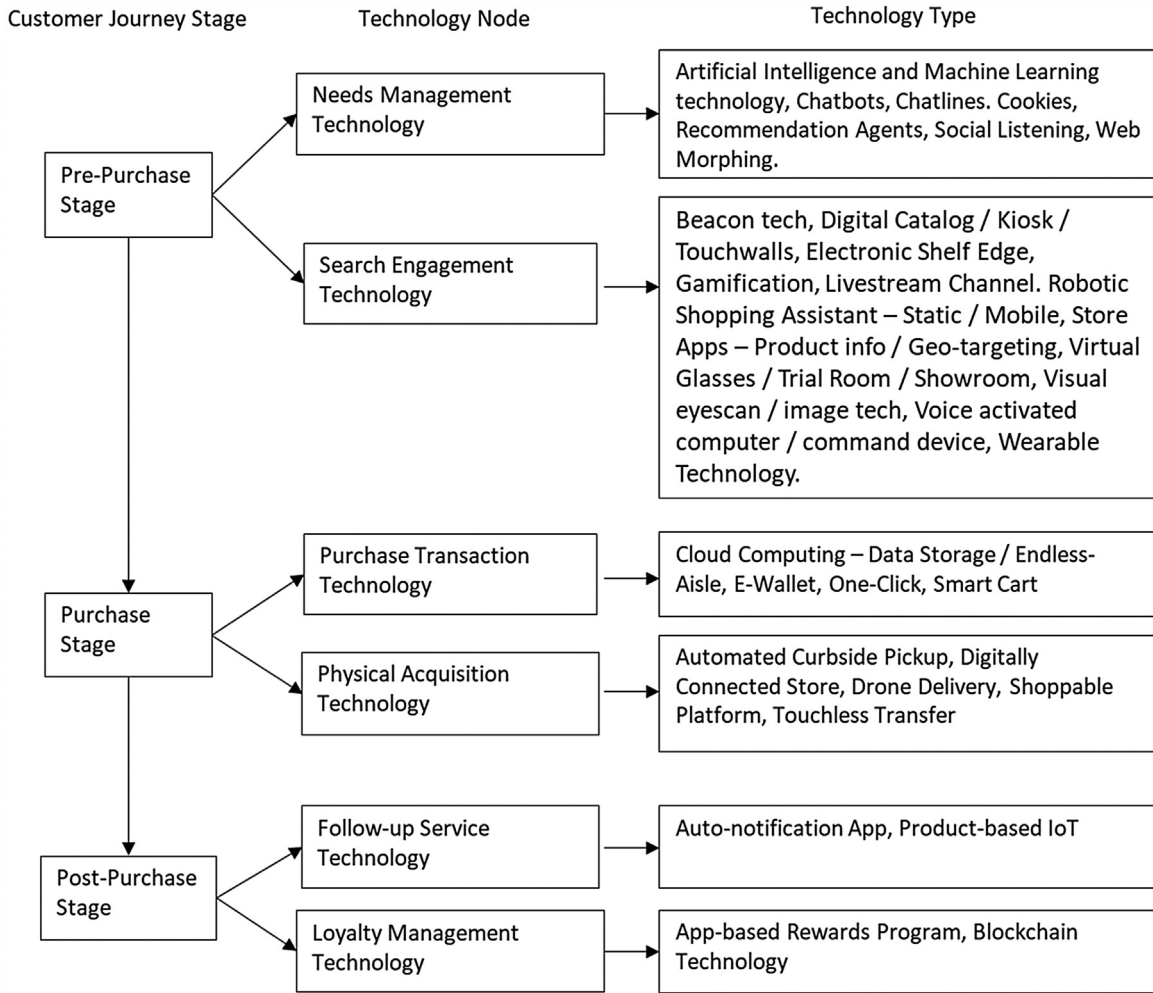 Customer Journey Stage
Technology Node
Technology Type
Pre-Purchase
Stage
Needs Management
Technology
Artificial Intelligence and Machine Learning
technology, Chatbots, Chatlines. Cookies,
Recommendation Agents, Social Listening, Web
Morphing.
Search Engagement
Technology
Beacon tech, Digital Catalog / Kiosk /
Touchwalls, Electronic Shelf Edge,
Gamification, Livestream Channel. Robotic
Shopping Assistant – Static / Mobile, Store
Apps – Product info / Geo-targeting, Virtual
Glasses / Trial Room / Showroom, Visual
eyescan / image tech, Voice activated
computer / command device, Wearable
Technology.
Purchase
Stage
Purchase Transaction
Technology
Cloud Computing – Data Storage / Endless-
Aisle, E-Wallet, One-Click, Smart Cart
Physical Acquisition
Technology
Automated Curbside Pickup, Digitally
Connected Store, Drone Delivery, Shoppable
Platform, Touchless Transfer
Post-Purchase
Stage
Follow-up Service
Technology
Auto-notification App, Product-based IoT
Loyalty Management
Technology
App-based Rewards Program, Blockchain
Technology